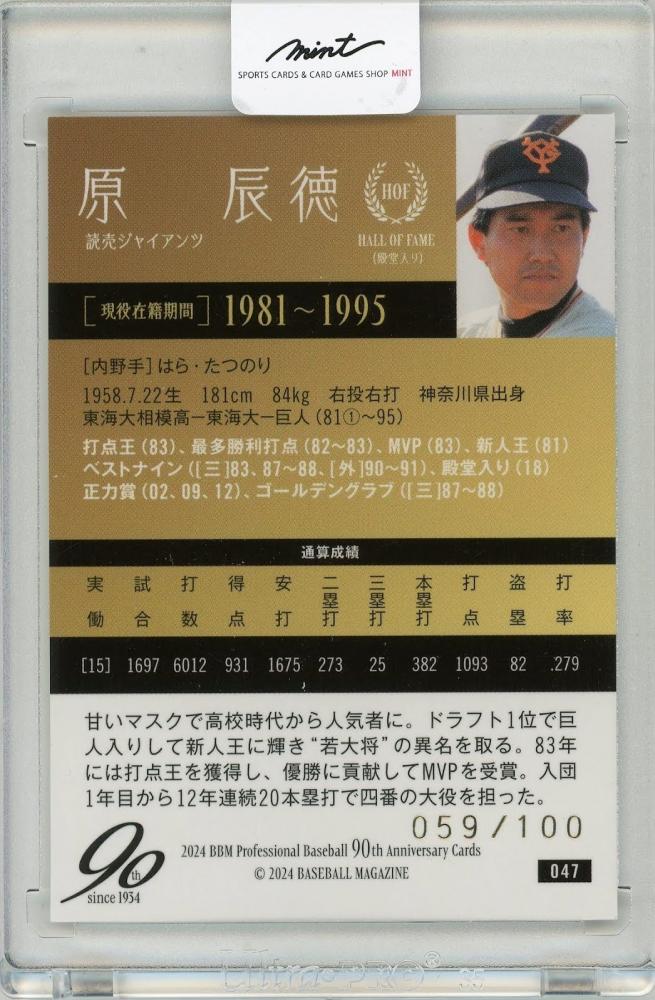 mint
SPORTS CARDS & CARD GAMES SHOP MINT
原 辰徳
読売ジャイアンツ
HOF
HALL OF FAME
(殿堂入り)
[現役在籍期間] 1981~1995
[内野手]はら・たつのり
1958.7.22生 181cm 84kg 右投右打 神奈川県出身
東海大相模高ー東海大ー巨人(81①~95)
打点王(83)、最多勝利打点(82~83)、MVP(83)、新人王(81)
ベストナイン([三]83、87~88、[外]90~91)、殿堂入り(18)
正力賞(02、09、12)、ゴールデングラブ([三]87~88)
通算成績
実働 試合 打数 得点 安打 二塁打 三塁打 本塁打 打点 盗塁 打率
[15] 1697 6012 931 1675 273 25 382 1093 82 .279
甘いマスクで高校時代から人気者に。ドラフト1位で巨
人入りして新人王に輝き“若大将”の異名を取る。83年
には打点王を獲得し、優勝に貢献してMVPを受賞。入団
1年目から12年連続20本塁打で四番の大役を担った。
059/100
90th
since 1934
2024 BBM Professional Baseball 90th Anniversary Cards
© 2024 BASEBALL MAGAZINE
047
Ultra·PRO®